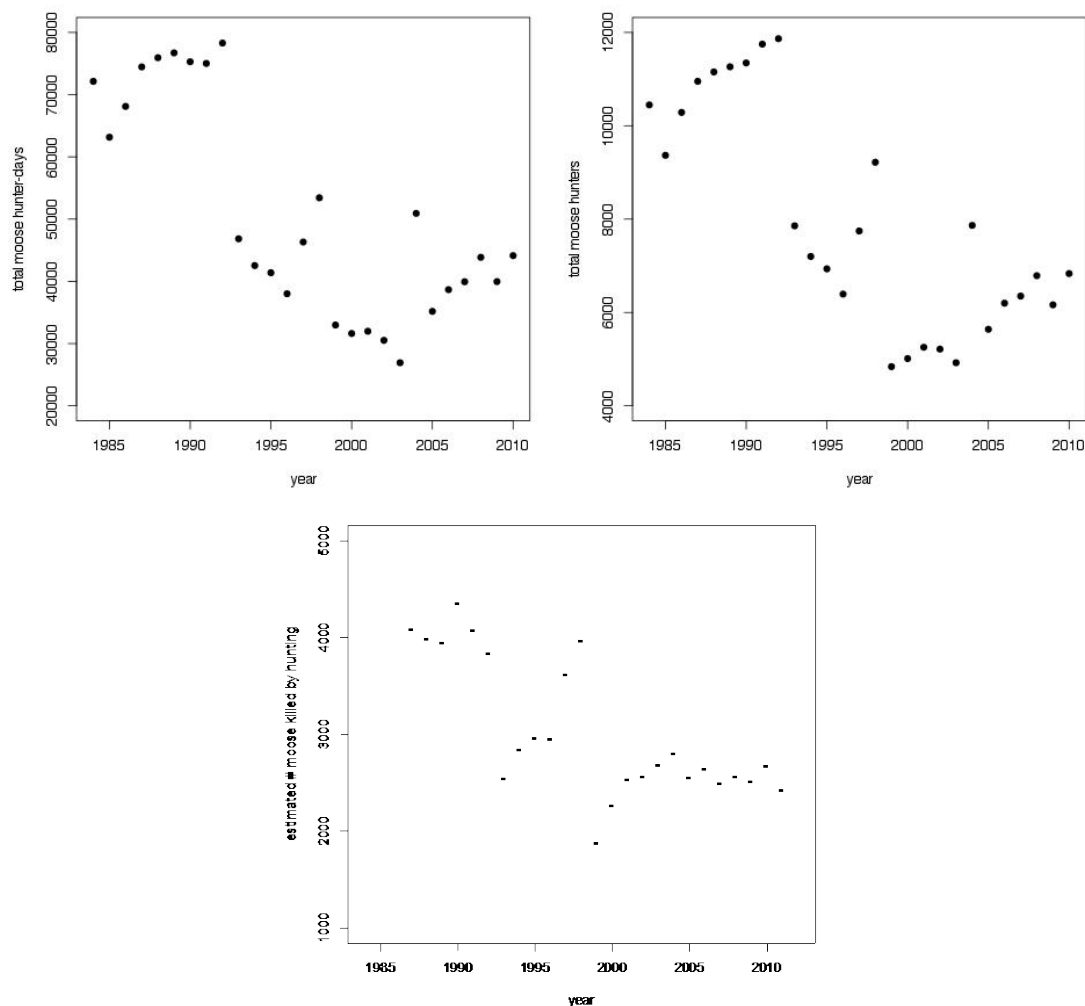 total moose hunter-days
80000
70000
60000
50000
40000
30000
20000
1985 1990 1995 2000 2005 2010
year
total moose hunters
12000
10000
8000
6000
4000
1985 1990 1995 2000 2005 2010
year
estimated # moose killed by hunting
5000
4000
3000
2000
1000
1985 1990 1995 2000 2005 2010
year